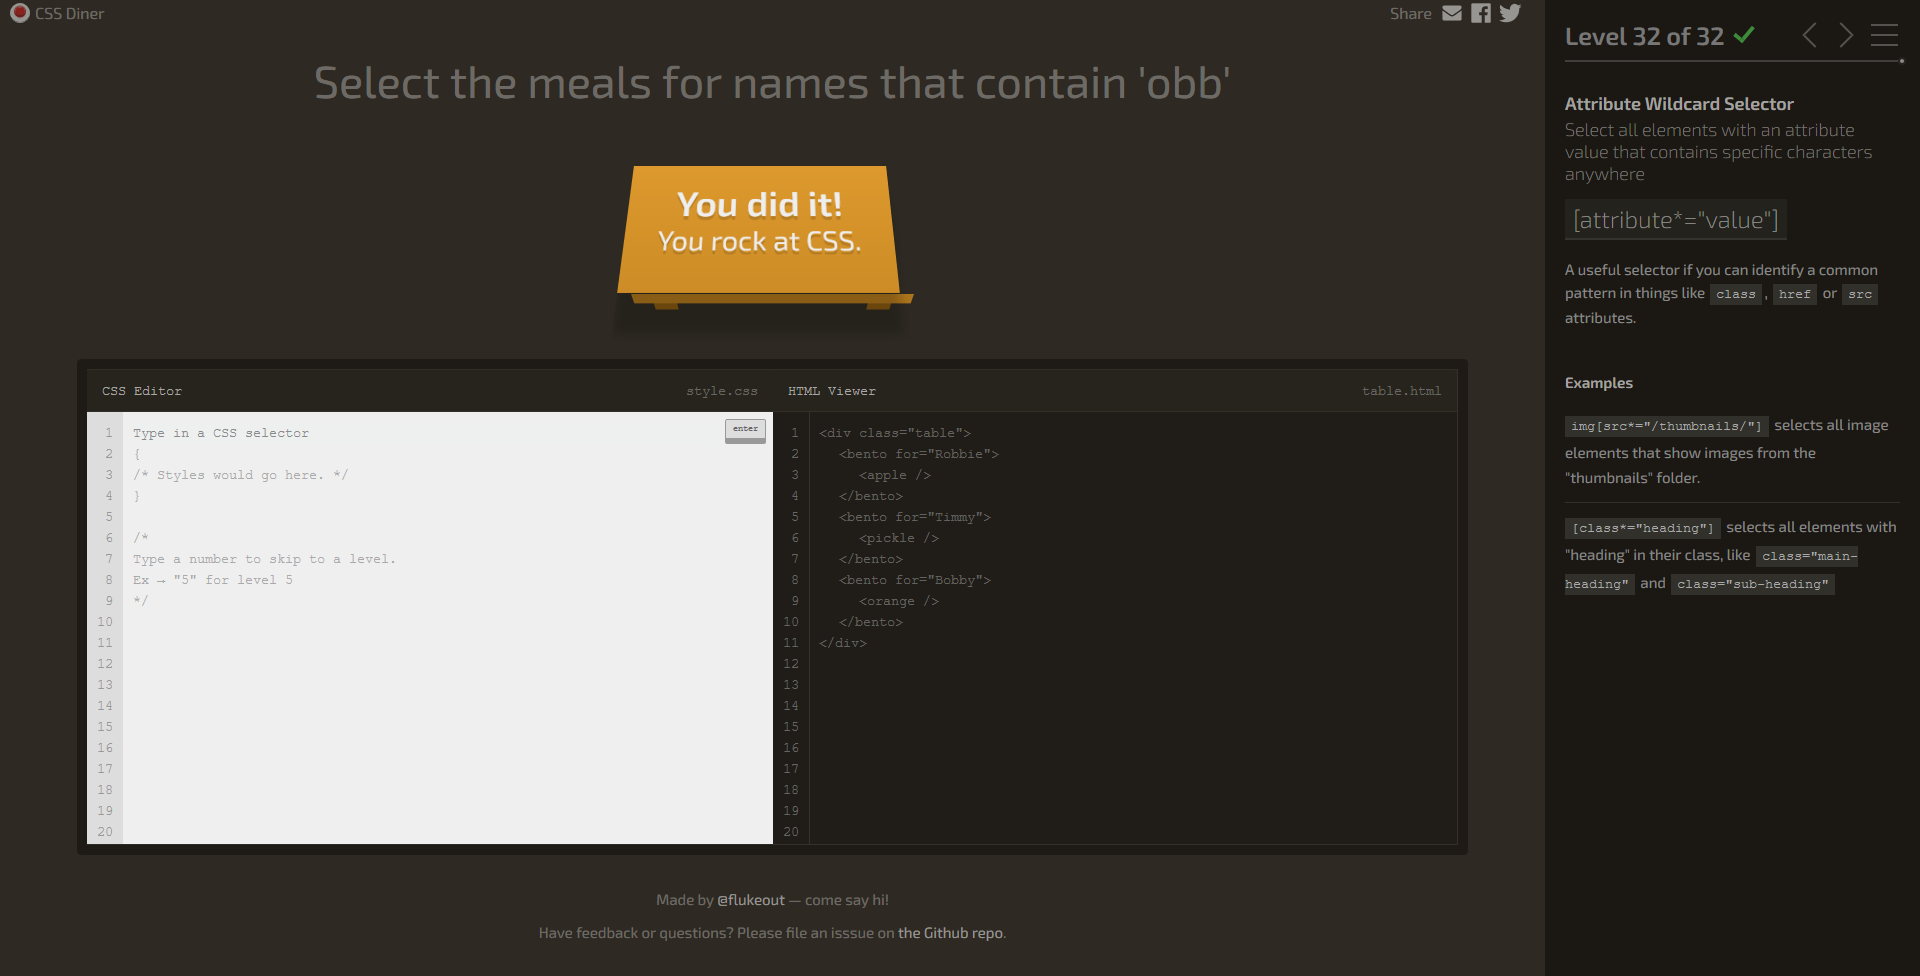 CSS Diner
Share
Select the meals for names that contain 'obb'
You did it!
You rock at CSS.
CSS Editor
style.css
HTML Viewer
table.html
1
2
3
4
5
6
7
8
9
10
11
12
13
14
15
16
17
18
19
20
Type in a CSS selector
enter
{
/* Styles would go here. */
}
/*
Type a number to skip to a level.
Ex → "5" for level 5
*/
1
2
3
4
5
6
7
8
9
10
11
12
13
14
15
16
17
18
19
20
<div class="table">
<bento for="Robbie">
<apple />
</bento>
<bento for="Timmy">
<pickle />
</bento>
<bento for="Bobby">
<orange />
</bento>
</div>
Made by @flukeout — come say hi!
Have feedback or questions? Please file an isssue on the Github repo.
Level 32 of 32
Attribute Wildcard Selector
Select all elements with an attribute
value that contains specific characters
anywhere
[attribute*="value"]
A useful selector if you can identify a common
pattern in things like class , href or src
attributes.
Examples
img[src*="/thumbnails/"] selects all image
elements that show images from the
"thumbnails" folder.
[class*="heading"] selects all elements with
"heading" in their class, like class="main-
heading" and class="sub-heading"